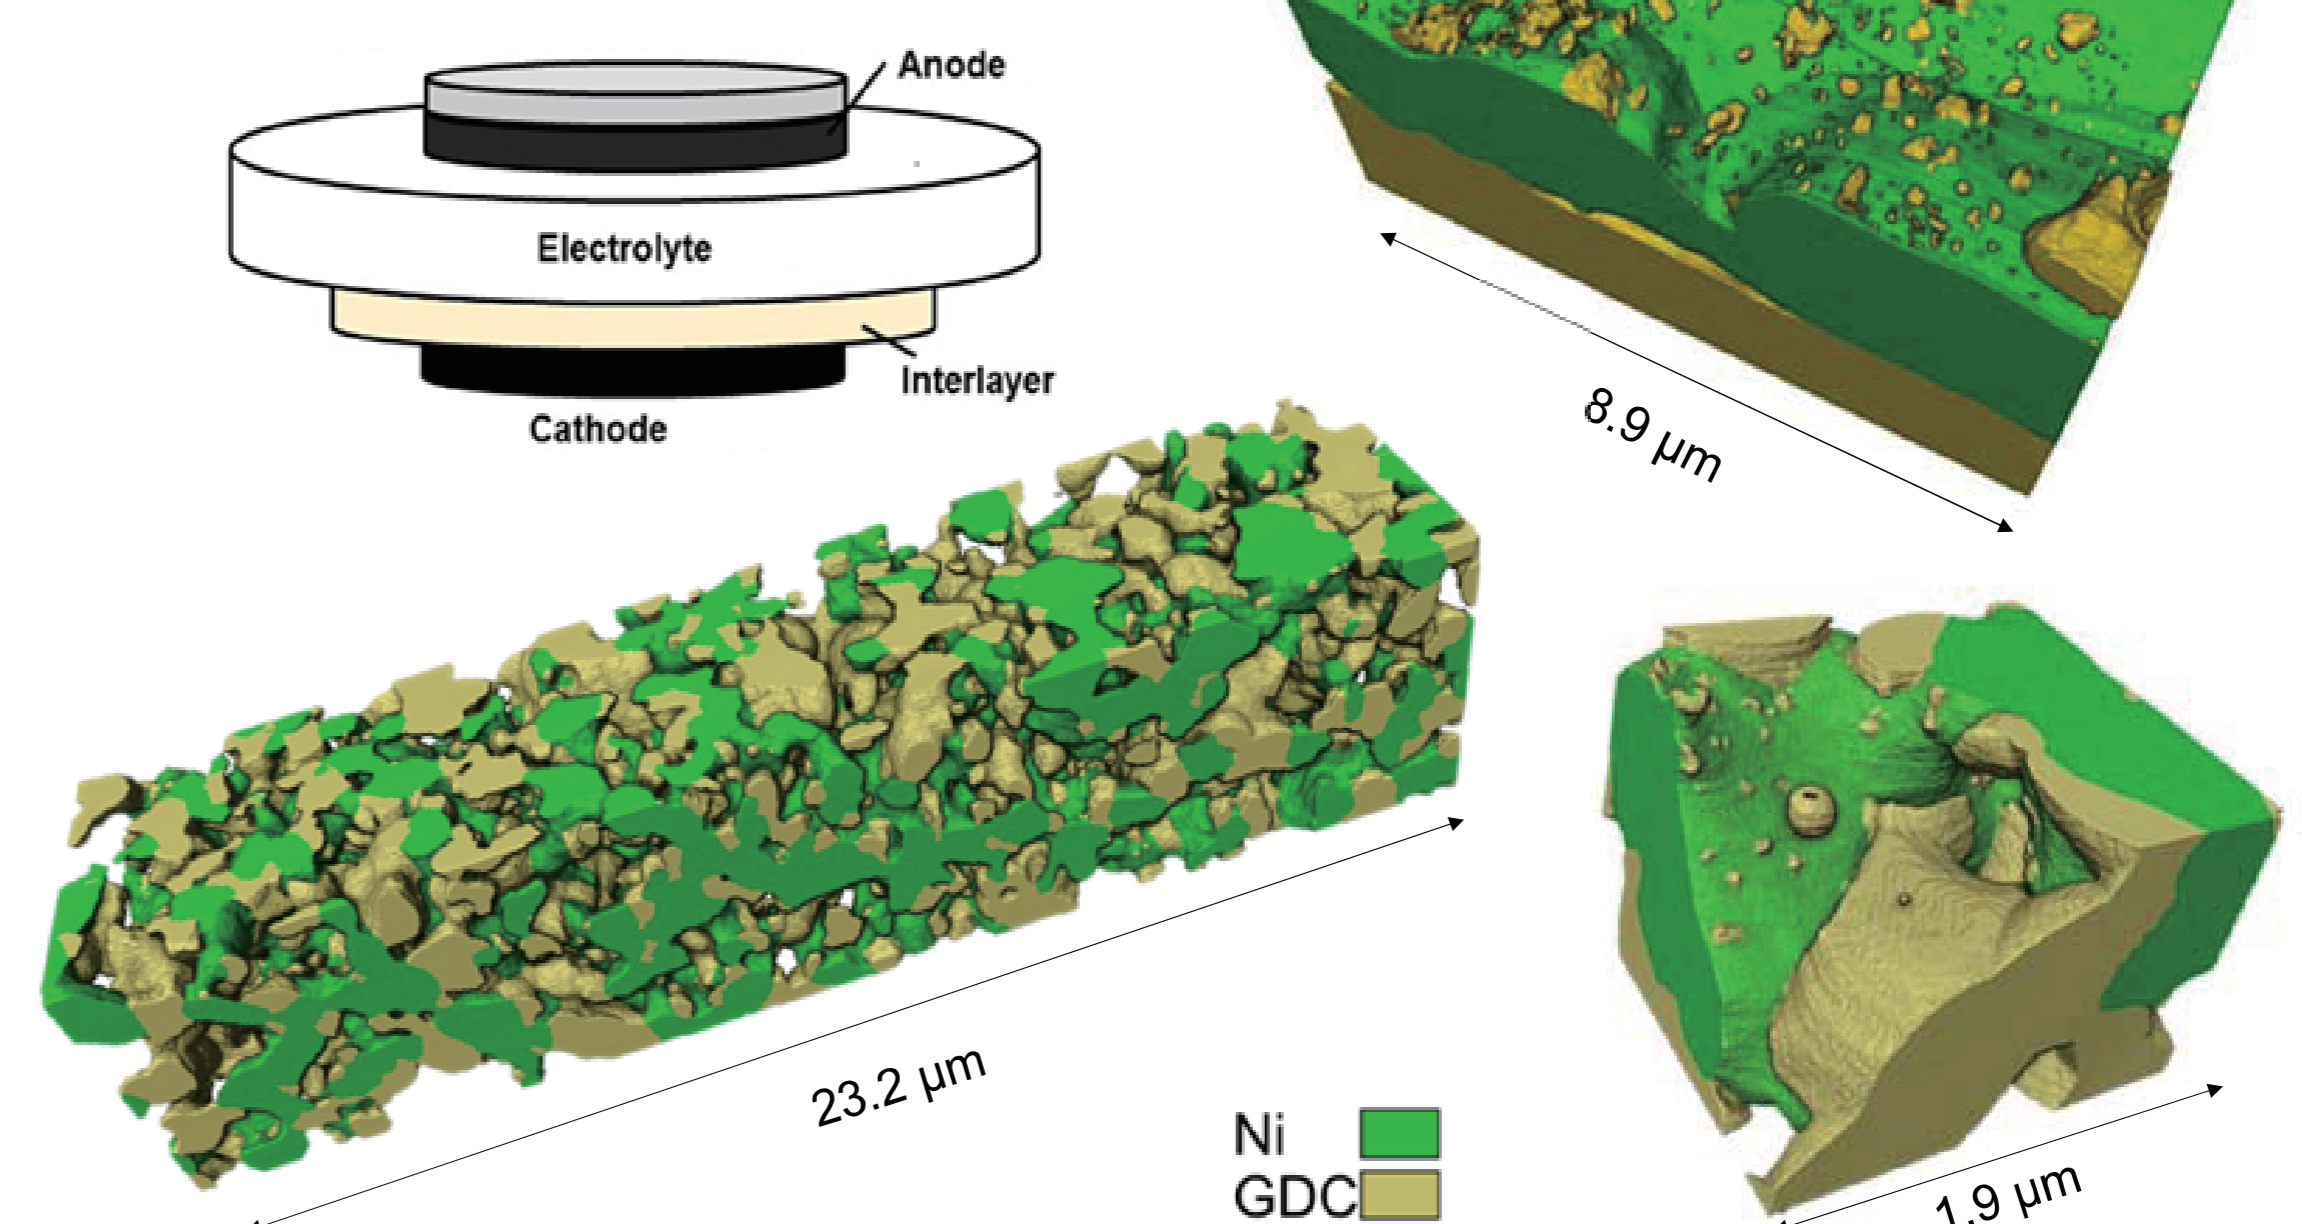 Anode
Electrolyte
Interlayer
Cathode
8.9 µm
23.2 µm
Ni
GDC
1.9 µm